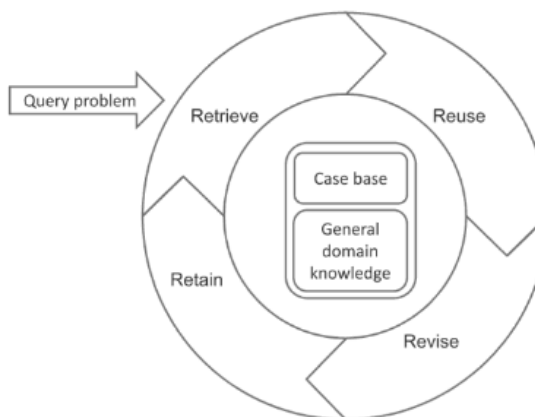 Query problem
Retrieve
Reuse
Case base
General
domain
knowledge
Retain
Revise